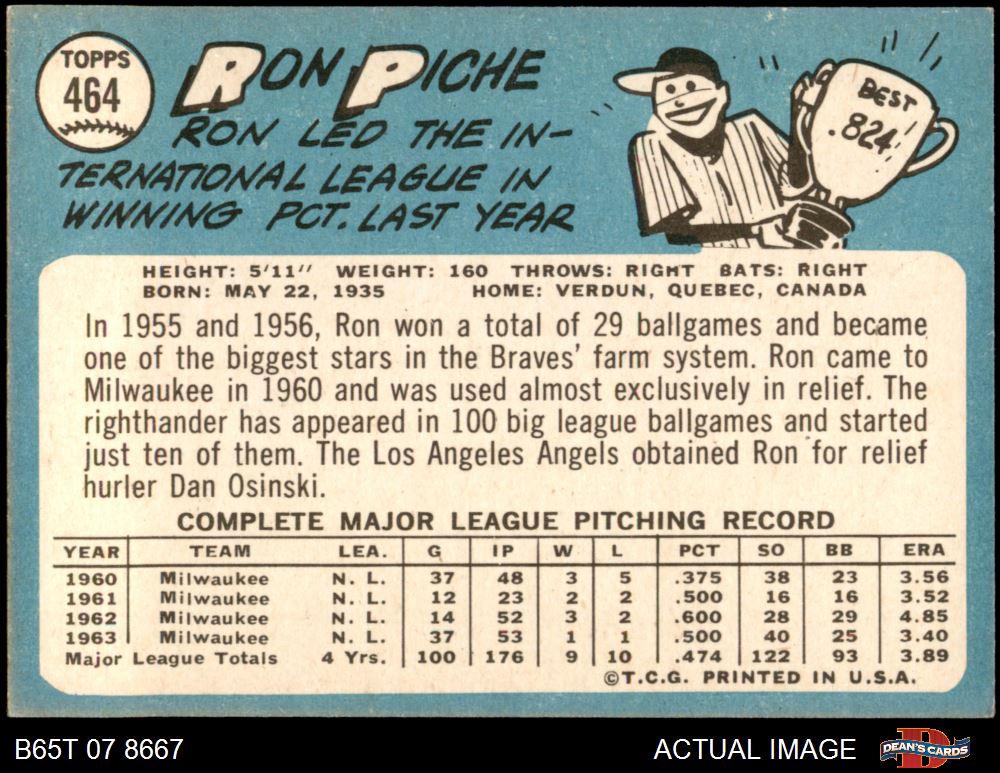 TOPPS
464
RON PICHE
RON LED THE IN-
TERNATIONAL LEAGUE IN
WINNING PCT. LAST YEAR
BEST
.824
HEIGHT: 5'11" WEIGHT: 160 THROWS: RIGHT BATS: RIGHT
BORN: MAY 22, 1935 HOME: VERDUN, QUEBEC, CANADA
In 1955 and 1956, Ron won a total of 29 ballgames and became
one of the biggest stars in the Braves' farm system. Ron came to
Milwaukee in 1960 and was used almost exclusively in relief. The
righthander has appeared in 100 big league ballgames and started
just ten of them. The Los Angeles Angels obtained Ron for relief
hurler Dan Osinski.
COMPLETE MAJOR LEAGUE PITCHING RECORD
YEAR TEAM LEA. G IP W L PCT SO BB ERA
1960 Milwaukee N. L. 37 48 3 5 .375 38 23 3.56
1961 Milwaukee N. L. 12 23 2 2 .500 16 16 3.52
1962 Milwaukee N. L. 14 52 3 2 .600 28 29 4.85
1963 Milwaukee N. L. 37 53 1 1 .500 40 25 3.40
Major League Totals 4 Yrs. 100 176 9 10 .474 122 93 3.89
©T.C.G. PRINTED IN U.S.A.
B65T 07 8667 ACTUAL IMAGE DEAN'S CARDS